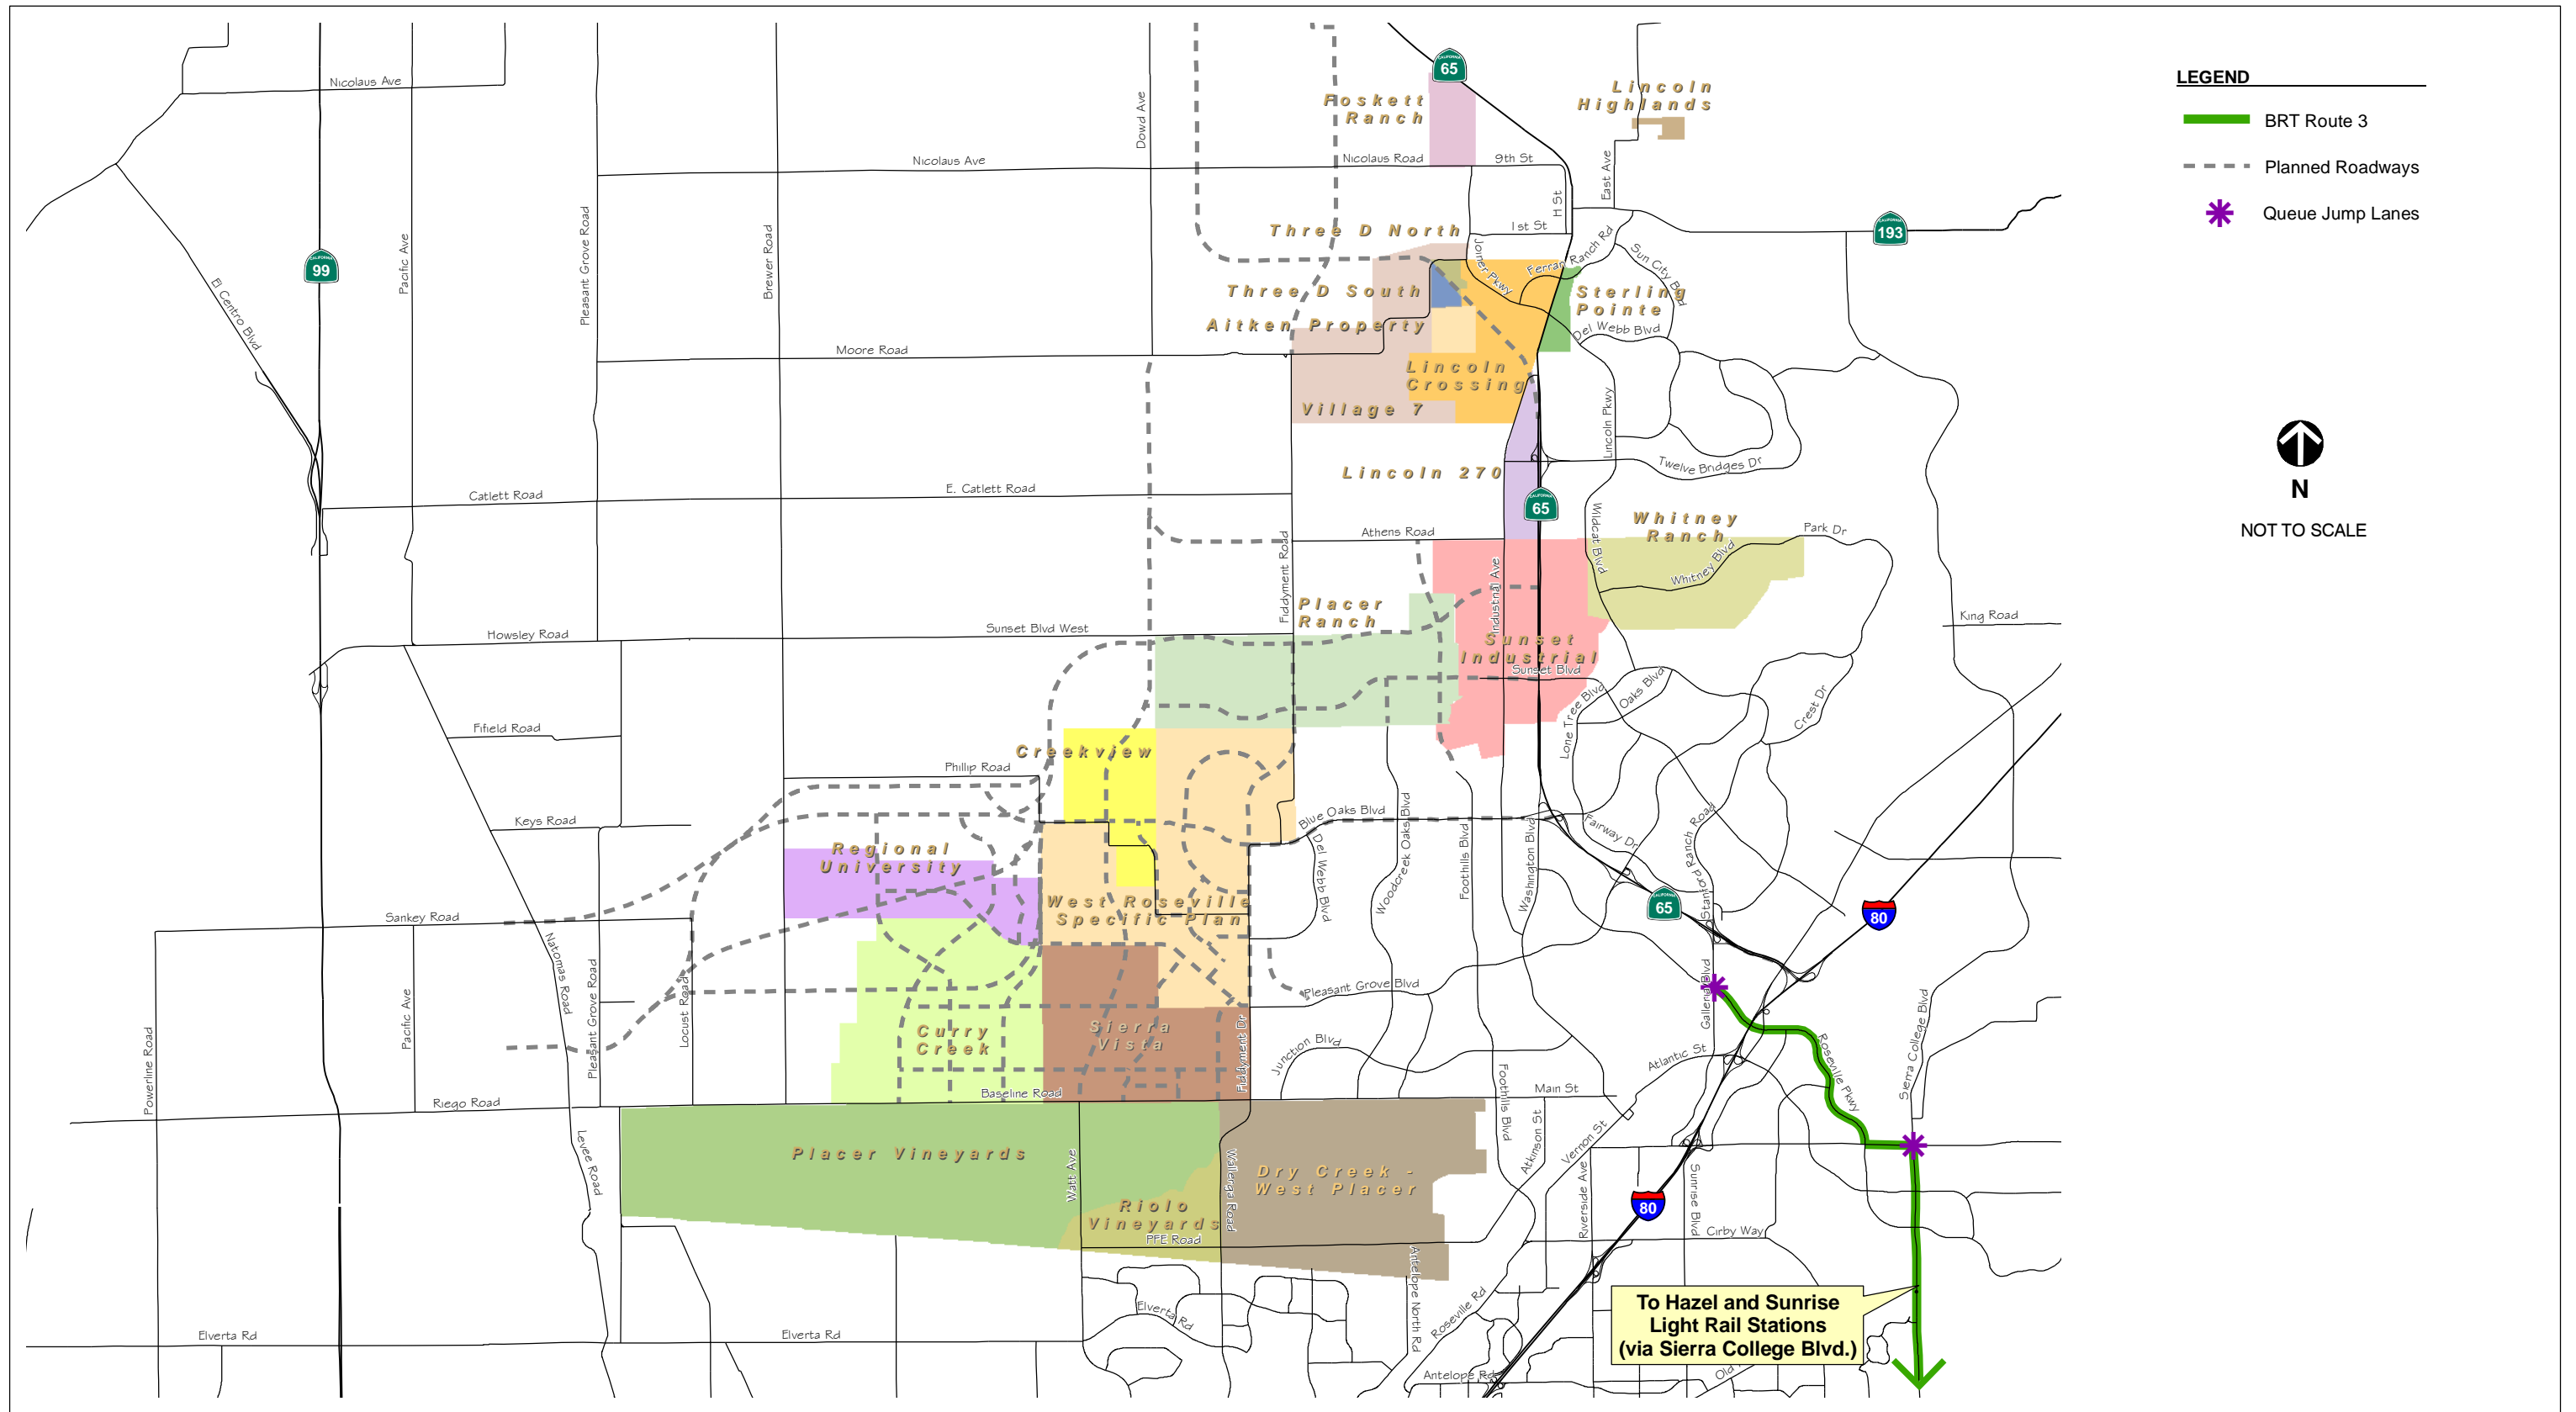 LEGEND
BRT Route 3
Planned Roadways
Queue Jump Lanes
N
NOT TO SCALE
CALIFORNIA
65
Lincoln
Highlands
Foskett
Ranch
Nicolaus Ave
Dowd Ave
Nicolaus Ave
Nicolaus Road
9th St
H St
East Ave
1st St
CALIFORNIA
193
Three D North
Joiner Pkwy
Ferrari Ranch Rd
Sun City Blvd
CALIFORNIA
99
Pacific Ave
Pleasant Grove Road
Brewer Road
El Centro Blvd
Three D South
Sterling
Pointe
Aitken Property
Del Webb Blvd
Moore Road
Lincoln
Crossing
Village 7
Lincoln Pkwy
Lincoln 270
Twelve Bridges Dr
Catlett Road
E. Catlett Road
CALIFORNIA
65
Wildcat Blvd
Whitney
Ranch
Park Dr
Athens Road
Fiddyment Road
Industrial Ave
Whitney Blvd
Placer
Ranch
King Road
Howsley Road
Sunset Blvd West
Sunset
Industrial
Sunset Blvd
Lone Tree Blvd
Oaks Blvd
Crest Dr
Fifield Road
Creekview
Phillip Road
Keys Road
Blue Oaks Blvd
Del Webb Blvd
Woodcreek Oaks Blvd
Foothills Blvd
Washington Blvd
Fairway Dr
Stanford Ranch Road
Regional
University
West Roseville
Specific Plan
65
80
Sankey Road
Natomas Road
Pleasant Grove Road
Locust Road
Pacific Ave
Powerline Road
Pleasant Grove Blvd
Galleria Blvd
Curry
Creek
Sierra
Vista
Fiddyment Dr
Junction Blvd
Atlantic St
Roseville Pkwy
Sierra College Blvd
Riego Road
Baseline Road
Main St
Foothills Blvd
Atkinson St
Vernon St
Levee Road
Placer Vineyards
Watt Ave
Walerga Road
Dry Creek -
West Placer
Riolo
Vineyards
PFE Road
Riverside Ave
Sunrise Blvd
Cirby Way
80
Antelope North Rd
Roseville Rd
Elverta Rd
Elverta Rd
Elverta Rd
Antelope Rd
To Hazel and Sunrise
Light Rail Stations
(via Sierra College Blvd.)
Old